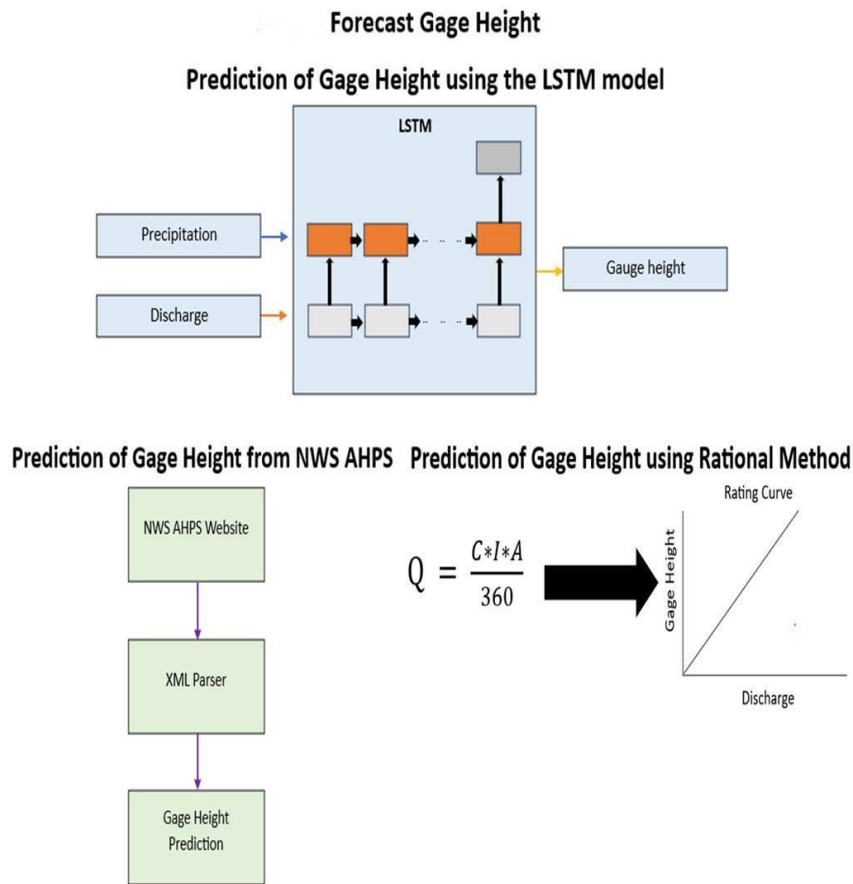 Forecast Gage Height
Prediction of Gage Height using the LSTM model
LSTM
Precipitation
Discharge
Gauge height
Prediction of Gage Height from NWS AHPS
NWS AHPS Website
XML Parser
Gage Height
Prediction
Prediction of Gage Height using Rational Method
Q = C*I*A / 360
Rating Curve
Gage Height
Discharge